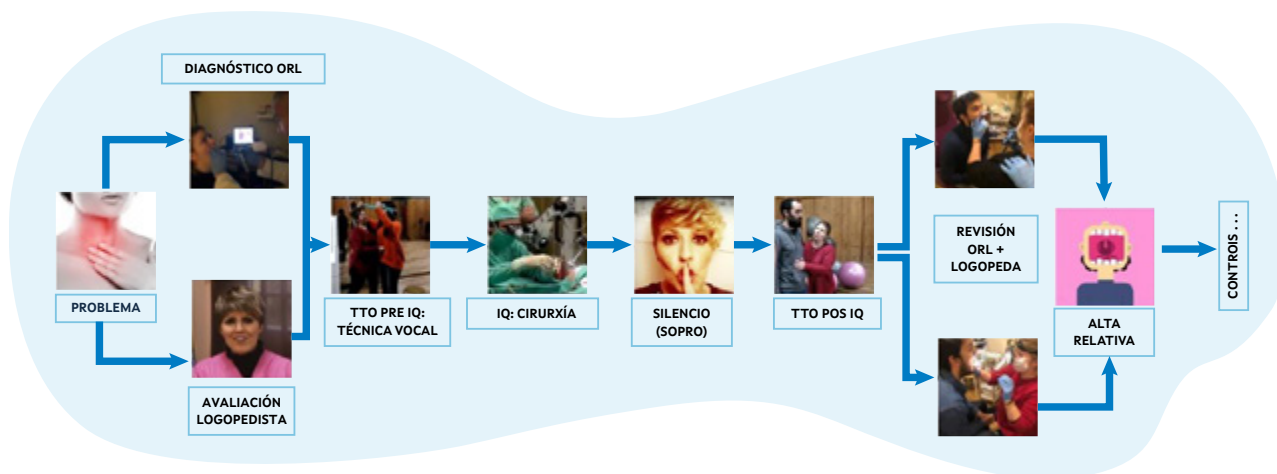 DIAGNÓSTICO ORL
PROBLEMA
AVALIACIÓN
LOGOPEDISTA
TTO PRE IQ:
TÉCNICA VOCAL
IQ: CIRURXÍA
SILENCIO
(SOPRO)
TTO POS IQ
REVISIÓN
ORL +
LOGOPEDA
ALTA
RELATIVA
CONTROIS ...